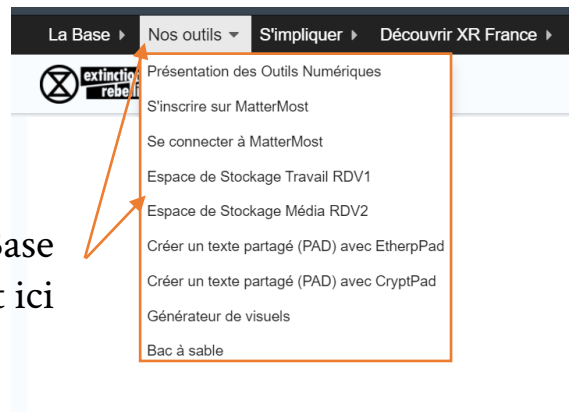 La Base Nos outils S'impliquer Découvrir XR France
Présentation des Outils Numériques
S'inscrire sur MatterMost
Se connecter à MatterMost
Espace de Stockage Travail RDV1
Espace de Stockage Média RDV2
Créer un texte partagé (PAD) avec EtherpPad
Créer un texte partagé (PAD) avec CryptPad
Générateur de visuels
Bac à sable
ici